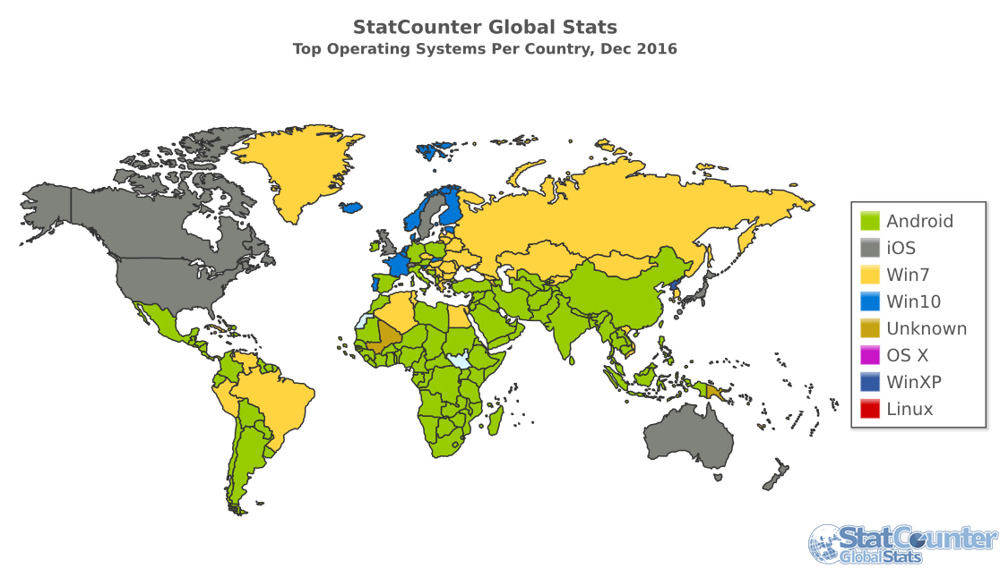 StatCounter Global Stats
Top Operating Systems Per Country, Dec 2016
Android
iOS
Win7
Win10
Unknown
OS X
WinXP
Linux
StatCounter
GlobalStats